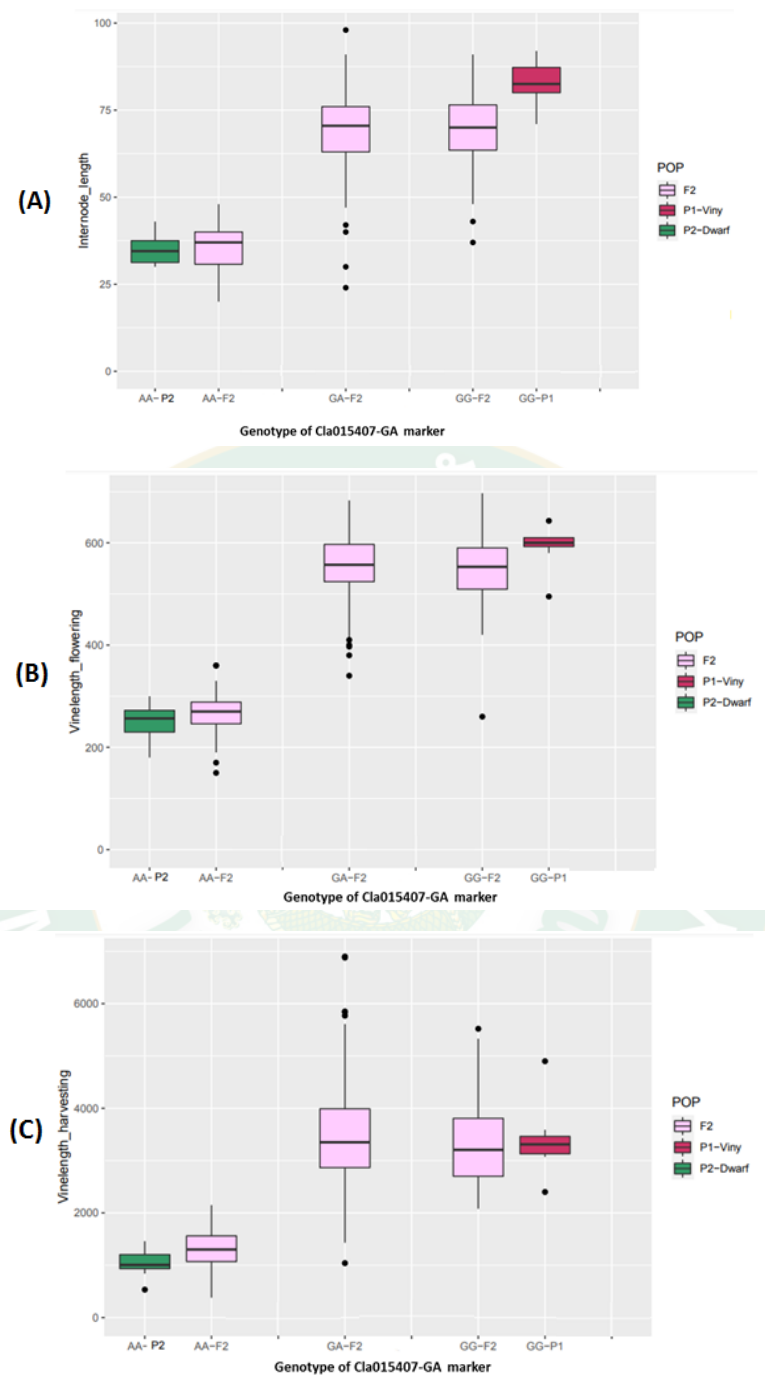 100
75
50
25
0
Internode_length
(A)
POP
F2
P1-Viny
P2-Dwarf
AA- P2 AA-F2 GA-F2 GG-F2 GG-P1
Genotype of Cla015407-GA marker
600
400
200
0
Vinelength_flowering
(B)
POP
F2
P1-Viny
P2-Dwarf
AA- P2 AA-F2 GA-F2 GG-F2 GG-P1
Genotype of Cla015407-GA marker
6000
4000
2000
0
Vinelength_harvesting
(C)
POP
F2
P1-Viny
P2-Dwarf
AA- P2 AA-F2 GA-F2 GG-F2 GG-P1
Genotype of Cla015407-GA marker